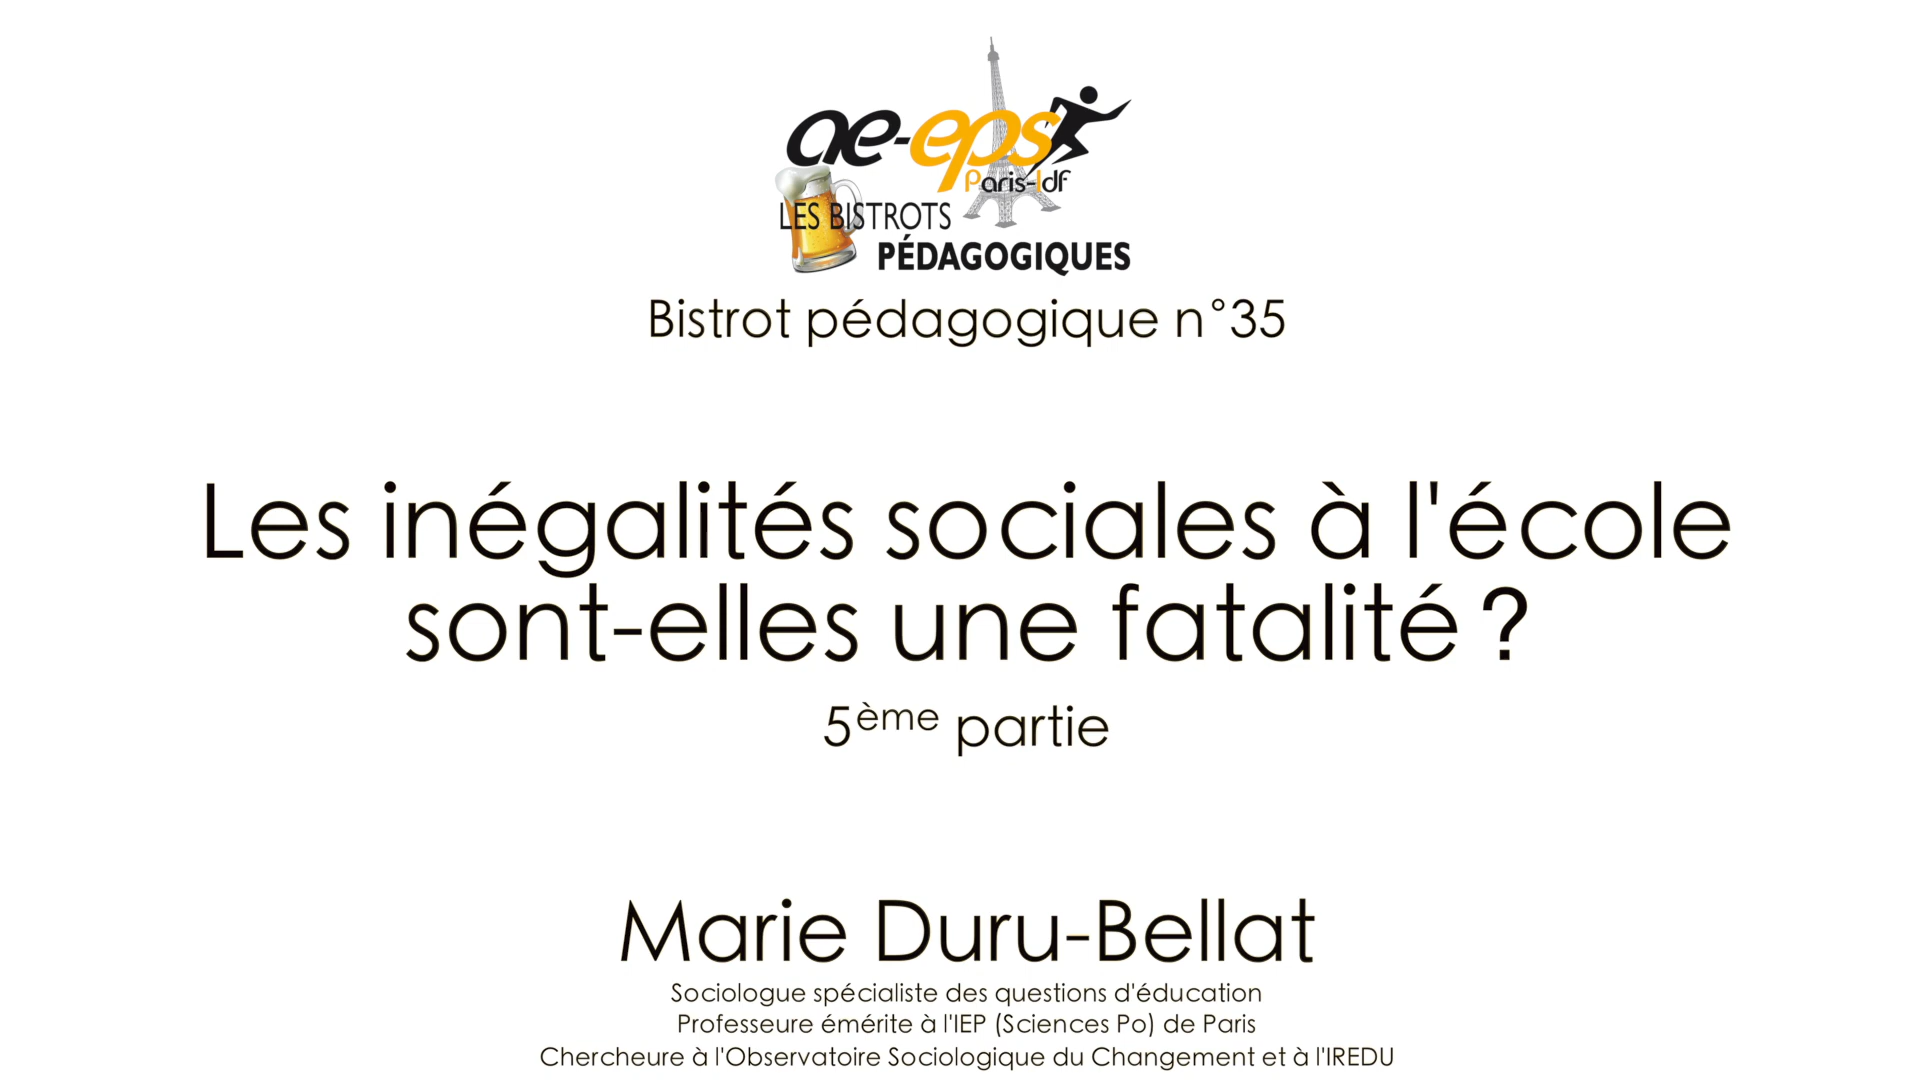 ae-eps
Paris-Idf
LES BISTROTS
PÉDAGOGIQUES
Bistrot pédagogique n°35
Les inégalités sociales à l'école
sont-elles une fatalité ?
5ème partie
Marie Duru-Bellat
Sociologue spécialiste des questions d'éducation
Professeure émérite à l'IEP (Sciences Po) de Paris
Chercheure à l'Observatoire Sociologique du Changement et à l'IREDU